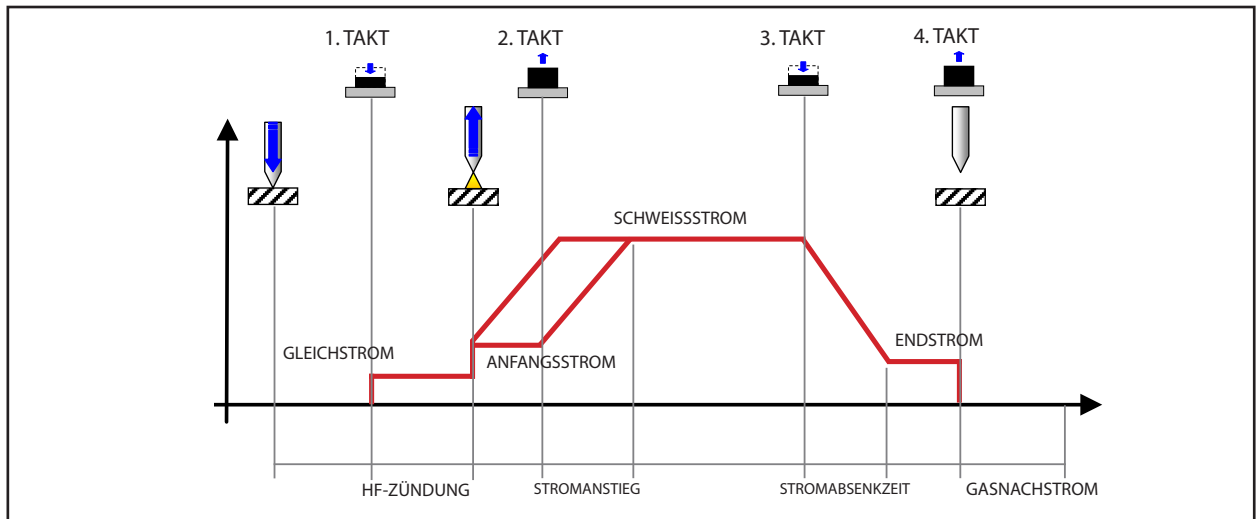 1. TAKT
2. TAKT
3. TAKT
4. TAKT
SCHWEISSSTROM
GLEICHSTROM
ANFANGSSTROM
ENDSTROM
HF-ZÜNDUNG
STROMANSTIEG
STROMABSENKZEIT
GASNACHSTROM